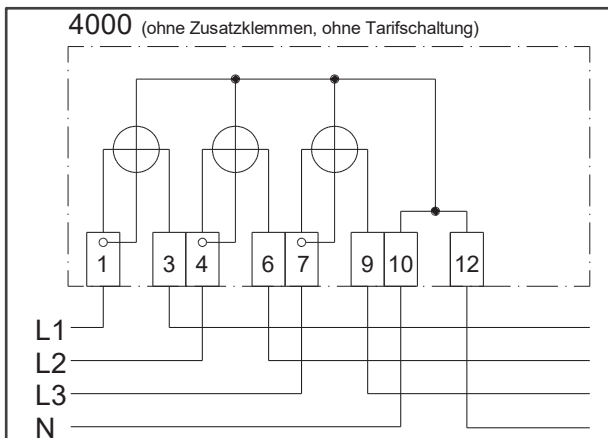 4000 (ohne Zusatzklemmen, ohne Tarifschaltung)
1 3 4 6 7 9 10 12
L1
L2
L3
N